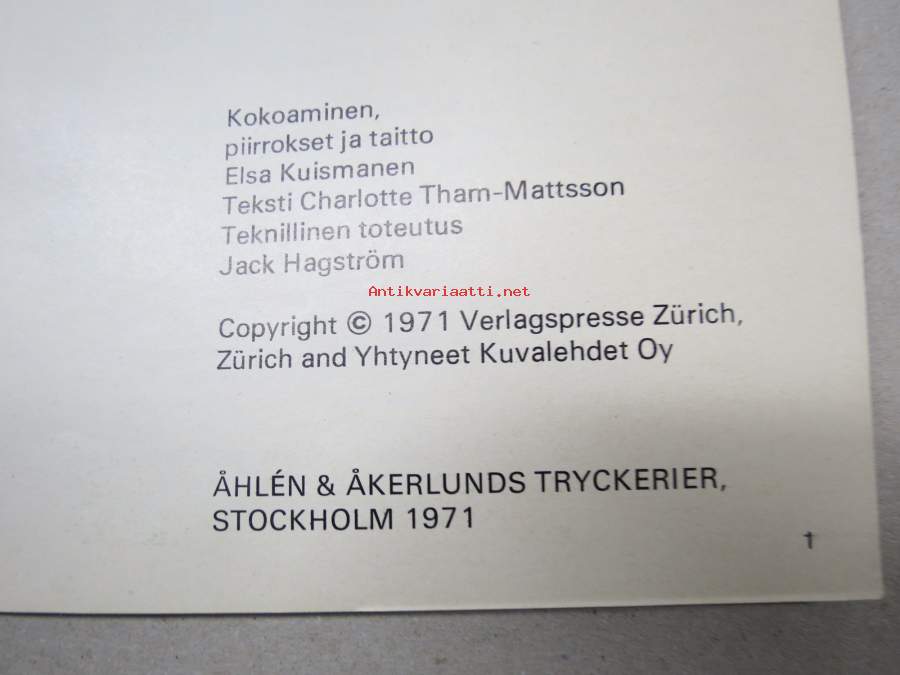 Kokoaminen,
piirrokset ja taitto
Elsa Kuismanen
Teksti Charlotte Tham-Mattsson
Teknillinen toteutus
Jack Hagström
Antikvariaatti.net
Copyright © 1971 Verlagspresse Zürich,
Zürich and Yhtyneet Kuvalehdet Oy
ÅHLÉN & ÅKERLUNDS TRYCKERIER,
STOCKHOLM 1971
1